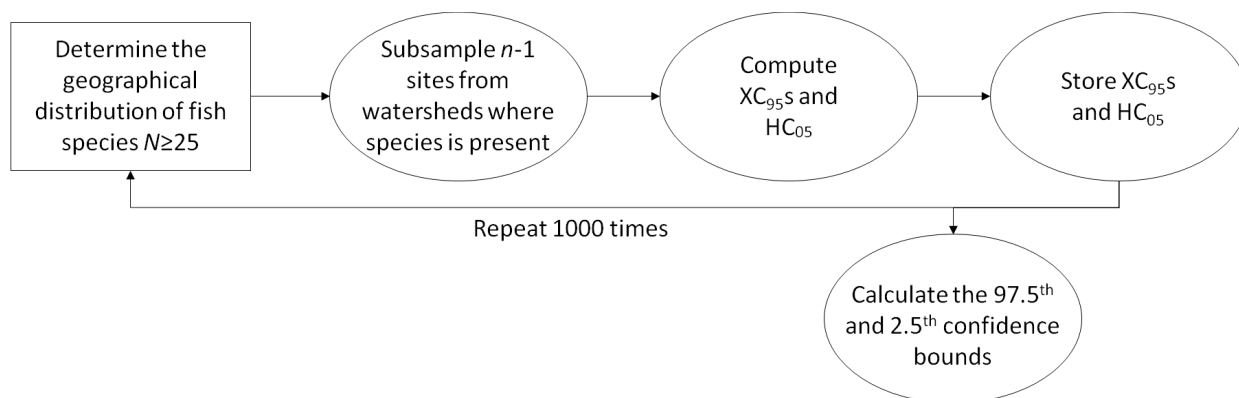 Determine the
geographical
distribution of fish
species N≥25
Subsample n-1
sites from
watersheds where
species is present
Compute
XC₉₅s and
HC₀₅
Store XC₉₅s
and HC₀₅
Repeat 1000 times
Calculate the 97.5ᵗʰ
and 2.5ᵗʰ confidence
bounds